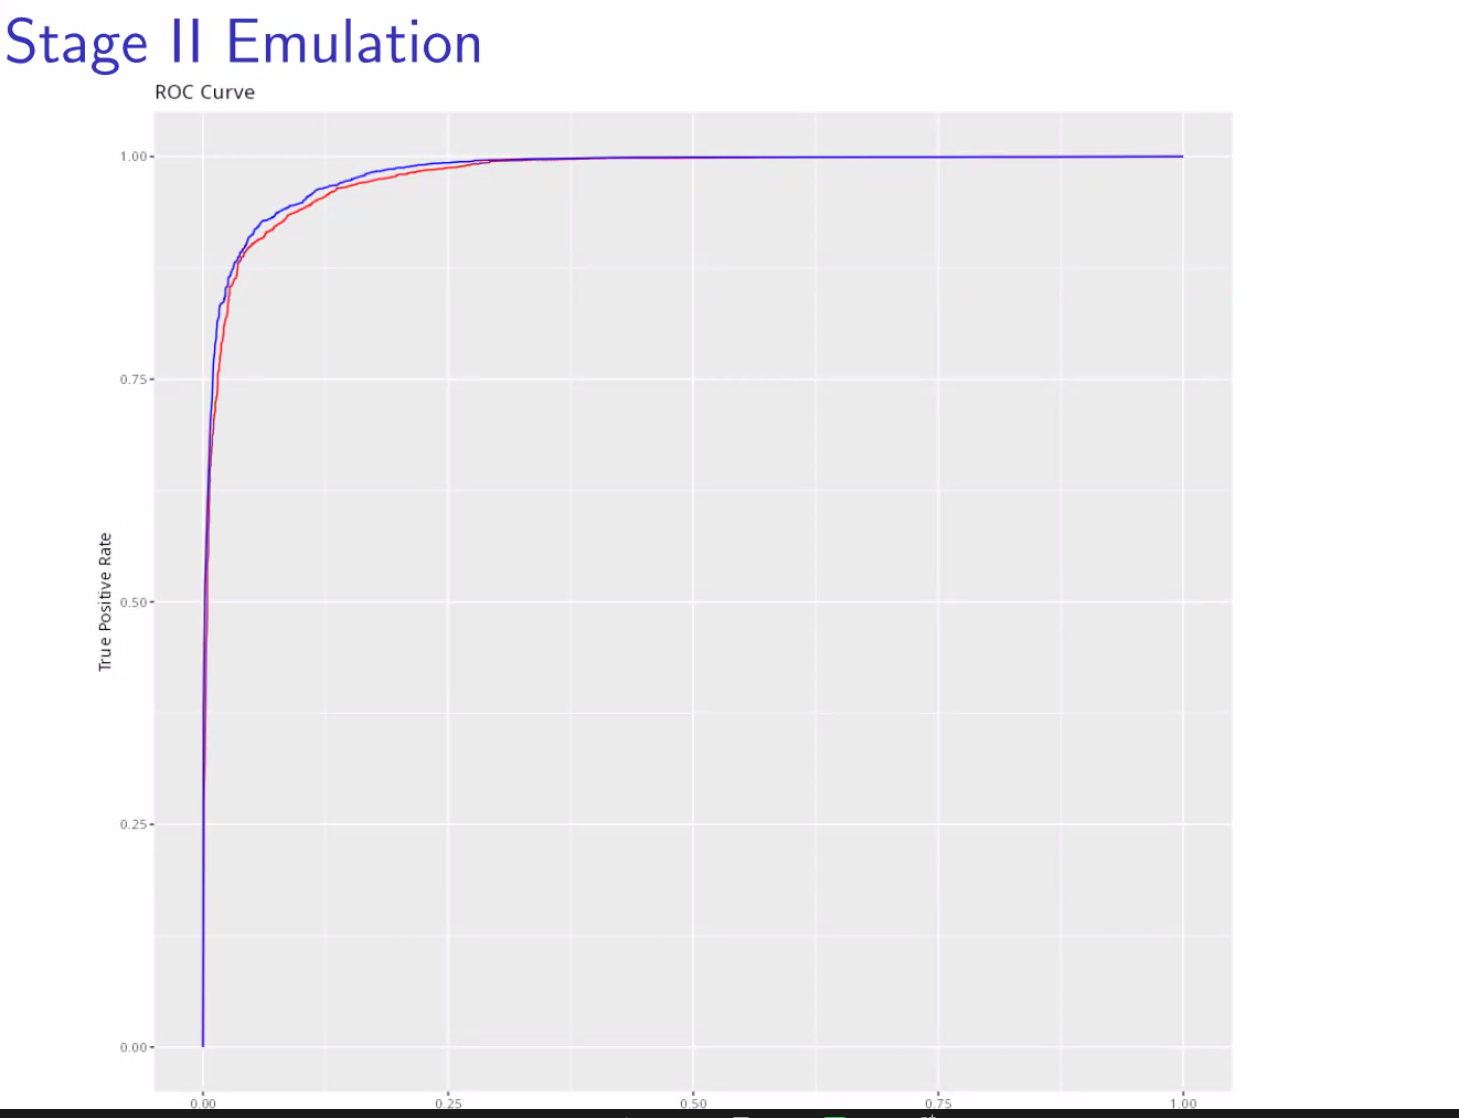 Stage II Emulation
ROC Curve
1.00
0.75
True Positive Rate
0.50
0.25
0.00
0.00 0.25 0.50 0.75 1.00